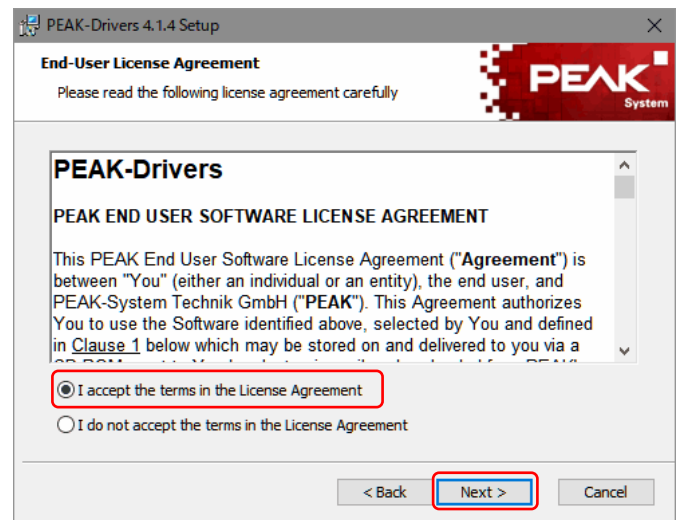 PEAK-Drivers 4.1.4 Setup
End-User License Agreement
Please read the following license agreement carefully
PEAK
System
PEAK-Drivers
PEAK END USER SOFTWARE LICENSE AGREEMENT
This PEAK End User Software License Agreement ("Agreement") is
between "You" (either an individual or an entity), the end user, and
PEAK-System Technik GmbH ("PEAK"). This Agreement authorizes
You to use the Software identified above, selected by You and defined
in Clause 1 below which may be stored on and delivered to you via a
I accept the terms in the License Agreement
I do not accept the terms in the License Agreement
< Back
Next >
Cancel